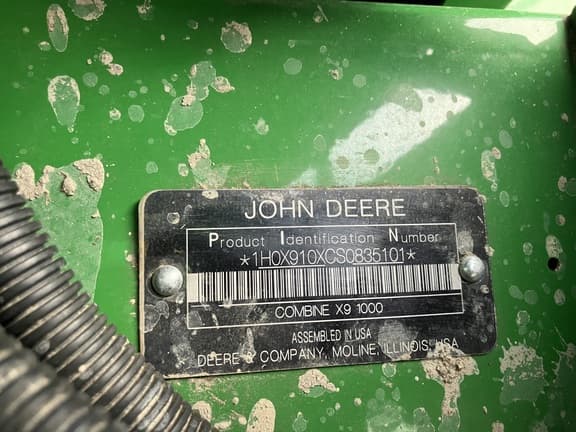 JOHN DEERE
Product Identification Number
*1H0X910XCS0835101*
COMBINE X9 1000
ASSEMBLED IN USA
DEERE & COMPANY, MOLINE, ILLINOIS, USA